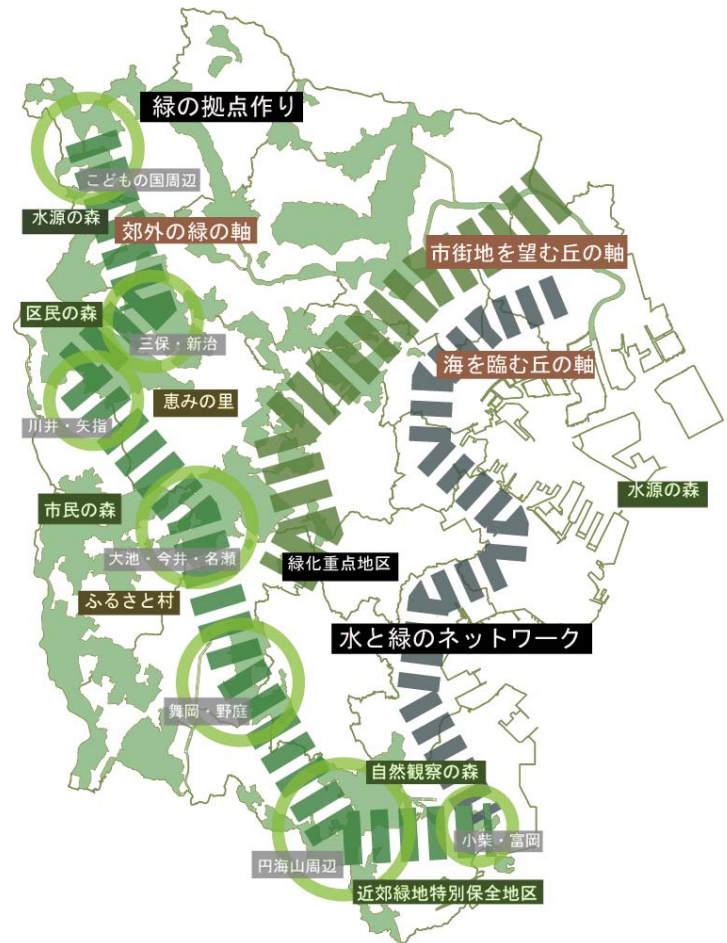 緑の拠点作り
こどもの国周辺
水源の森
郊外の緑の軸
市街地を望む丘の軸
区民の森
三保・新治
海を臨む丘の軸
恵みの里
川井・矢指
水源の森
市民の森
大池・今井・名瀬
緑化重点地区
ふるさと村
水と緑のネットワーク
舞岡・野庭
自然観察の森
小柴・富岡
円海山周辺
近郊緑地特別保全地区